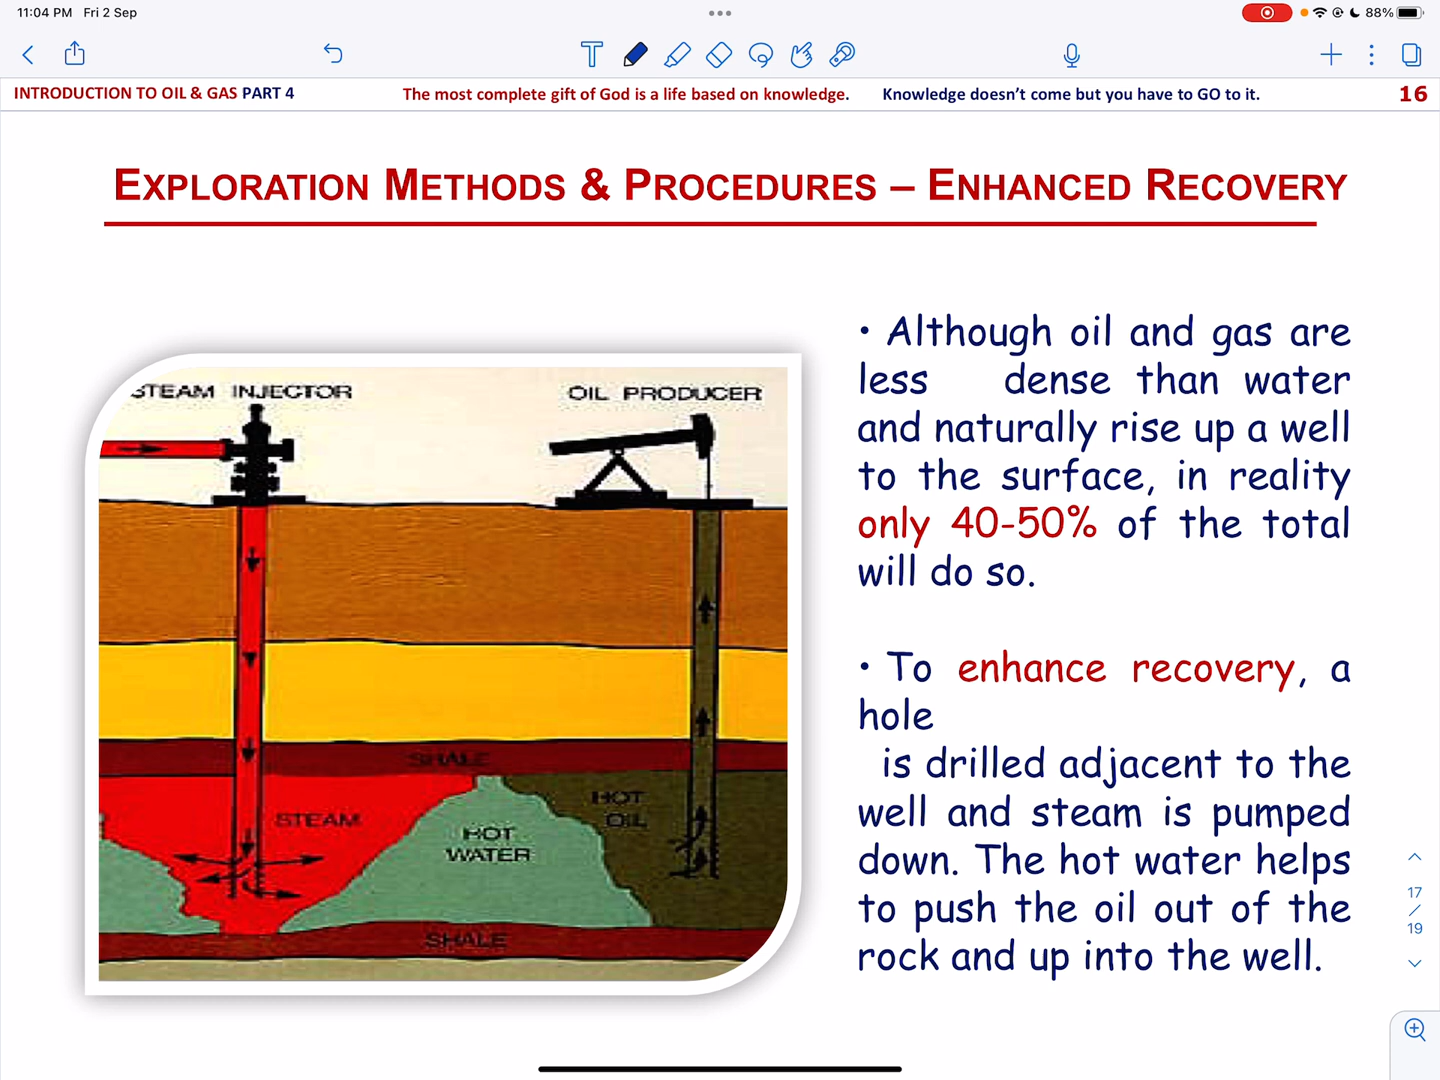 11:04 PM Fri 2 Sep
88%
INTRODUCTION TO OIL & GAS PART 4
The most complete gift of God is a life based on knowledge.
Knowledge doesn't come but you have to GO to it.
16
EXPLORATION METHODS & PROCEDURES – ENHANCED RECOVERY
STEAM INJECTOR
OIL PRODUCER
SHALE
STEAM
HOT
WATER
HOT
OIL
SHALE
• Although oil and gas are
less dense than water
and naturally rise up a well
to the surface, in reality
only 40-50% of the total
will do so.
• To enhance recovery, a
hole
is drilled adjacent to the
well and steam is pumped
down. The hot water helps
to push the oil out of the
rock and up into the well.
17
/
19